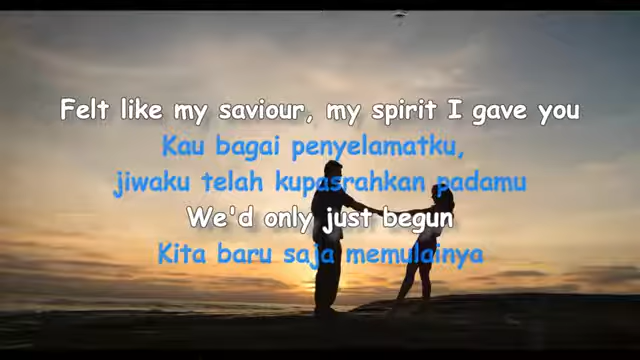 Felt like my saviour, my spirit I gave you
Kau bagai penyelamatku,
jiwaku telah kupasrahkan padamu
We'd only just begun
Kita baru saja memulainya